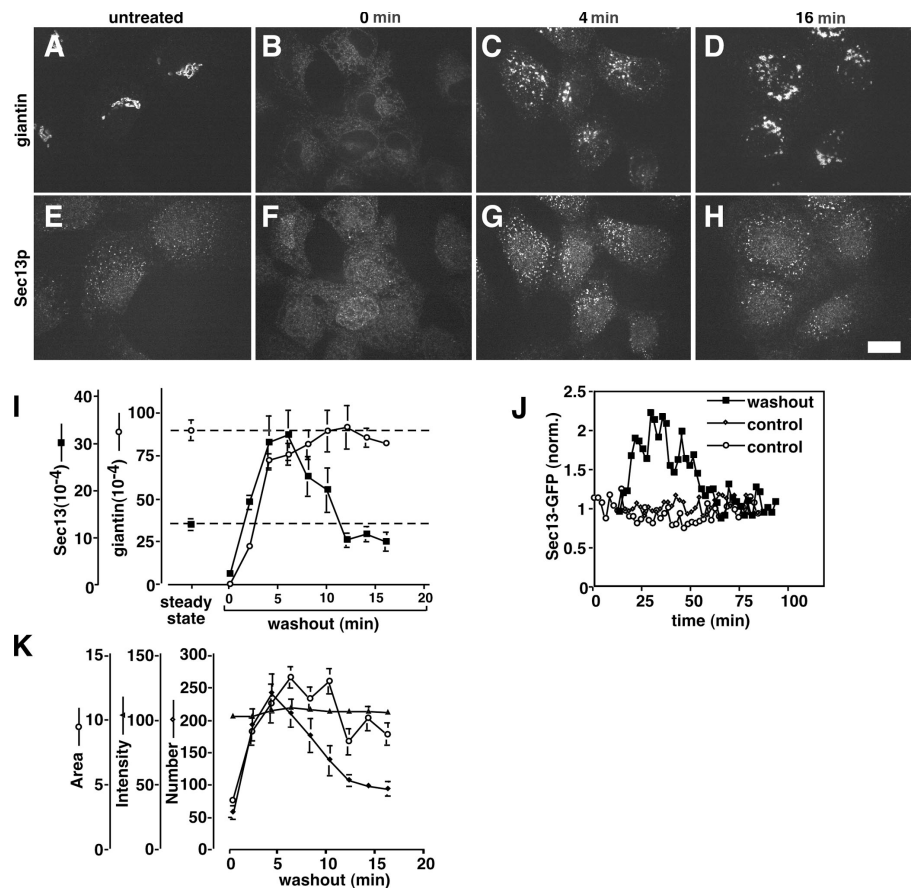 untreated 0 min 4 min 16 min
A B C D
giantin
E F G H
Sec13p
I
40
30
20
10
0
Sec13(10-4)
100
75
50
25
0
giantin(10-4)
steady state
0 5 10 15 20
washout (min)
J
2.5
2
1.5
1
0.5
0
Sec13-GFP (norm.)
washout
control
control
0 25 50 75 100
time (min)
K
15
10
5
0
Area
150
100
50
0
Intensity
300
250
200
150
100
50
0
Number
0 5 10 15 20
washout (min)